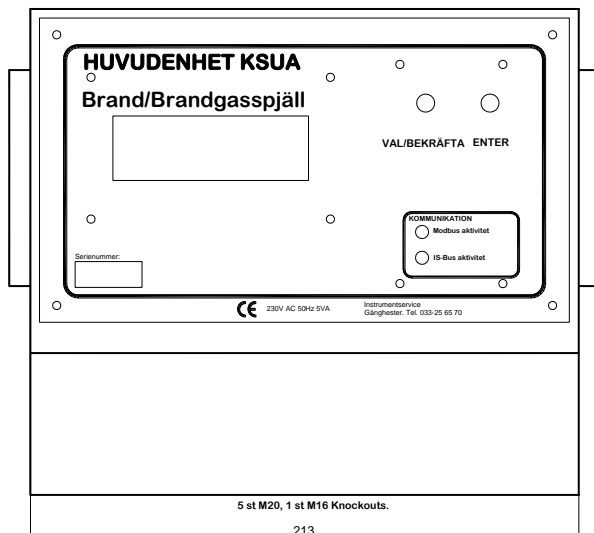 HUVUDENHET KSUA
Brand/Brandgasspjäll
VAL/BEKRÄFTA ENTER
KOMMUNIKATION
Modbus aktivitet
IS-Bus aktivitet
Serienummer:
CE 230V AC 50Hz 5VA
Instrumentservice
Gånghester. Tel. 033-25 65 70
5 st M20, 1 st M16 Knockouts.
213